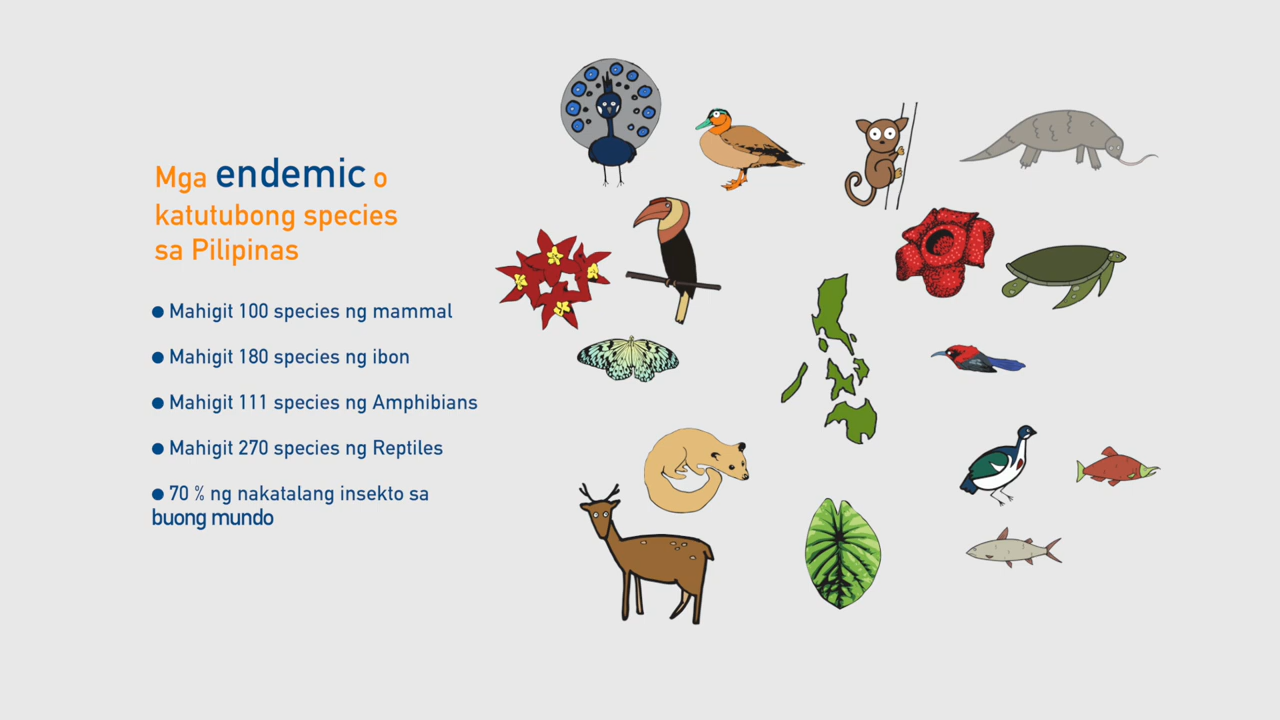 Mga endemic o
katutubong species
sa Pilipinas
● Mahigit 100 species ng mammal
● Mahigit 180 species ng ibon
● Mahigit 111 species ng Amphibians
● Mahigit 270 species ng Reptiles
● 70 % ng nakatalang insekto sa
buong mundo